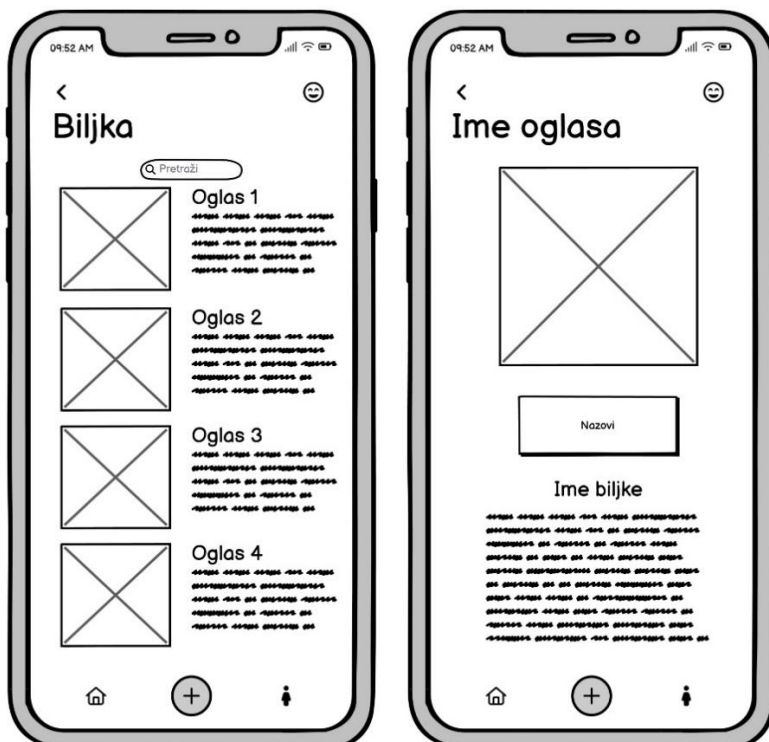 09:52 AM
Biljka
Pretraži
Oglas 1
Oglas 2
Oglas 3
Oglas 4
09:52 AM
Ime oglasa
Nazovi
Ime biljke